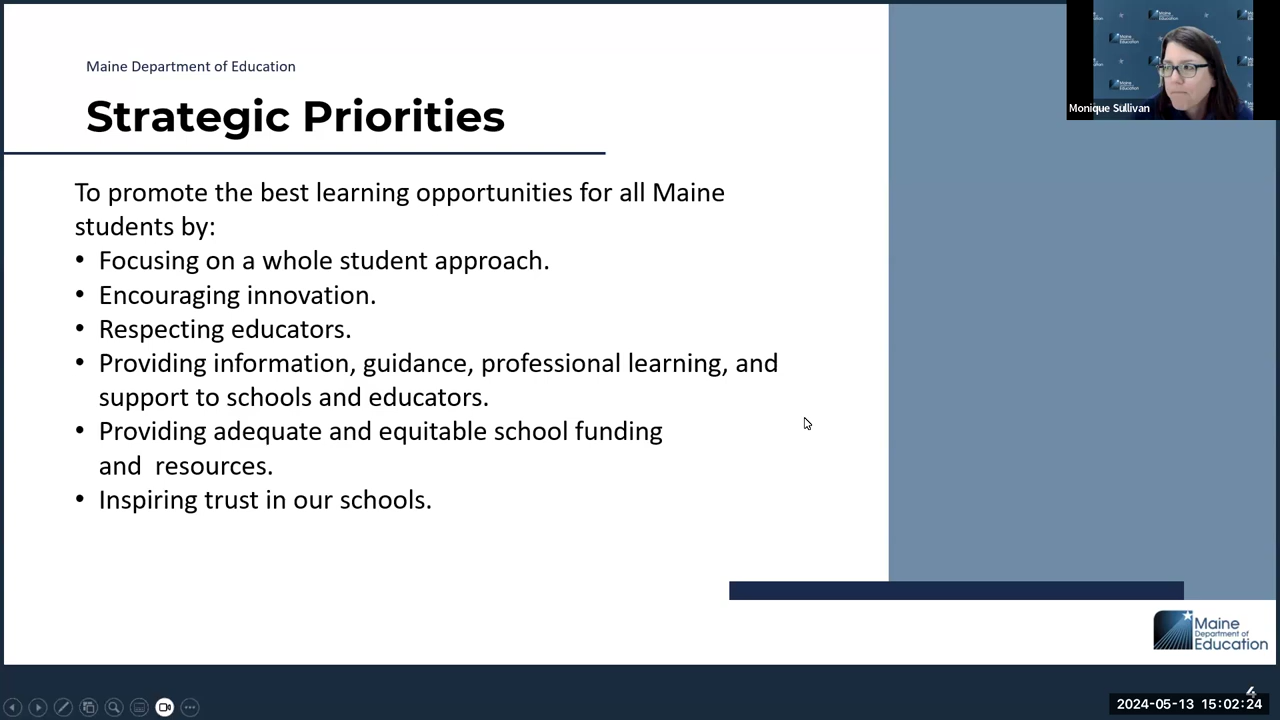 Maine Department of Education
Strategic Priorities
To promote the best learning opportunities for all Maine
students by:
• Focusing on a whole student approach.
• Encouraging innovation.
• Respecting educators.
• Providing information, guidance, professional learning, and
support to schools and educators.
• Providing adequate and equitable school funding
and  resources.
• Inspiring trust in our schools.
Monique Sullivan
Maine
Department of
Education
4
2024-05-13 15:02:24